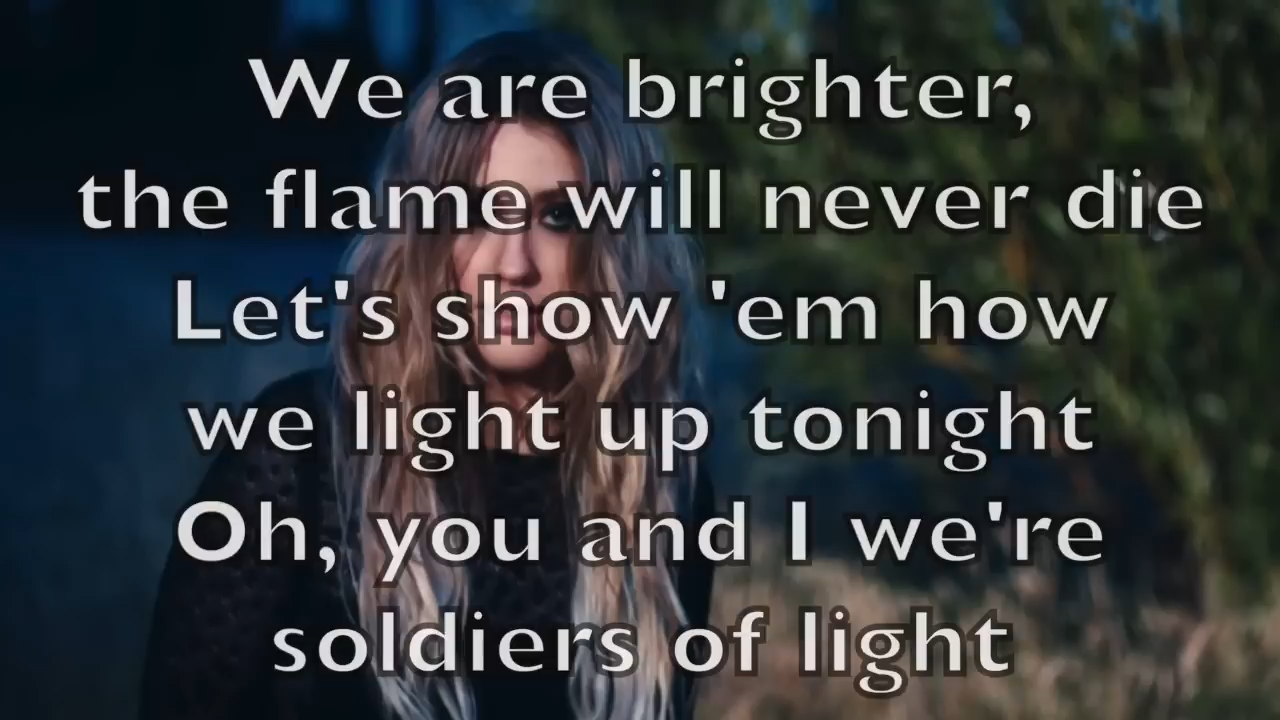 We are brighter,
the flame will never die
Let's show 'em how
we light up tonight
Oh, you and I we're
soldiers of light